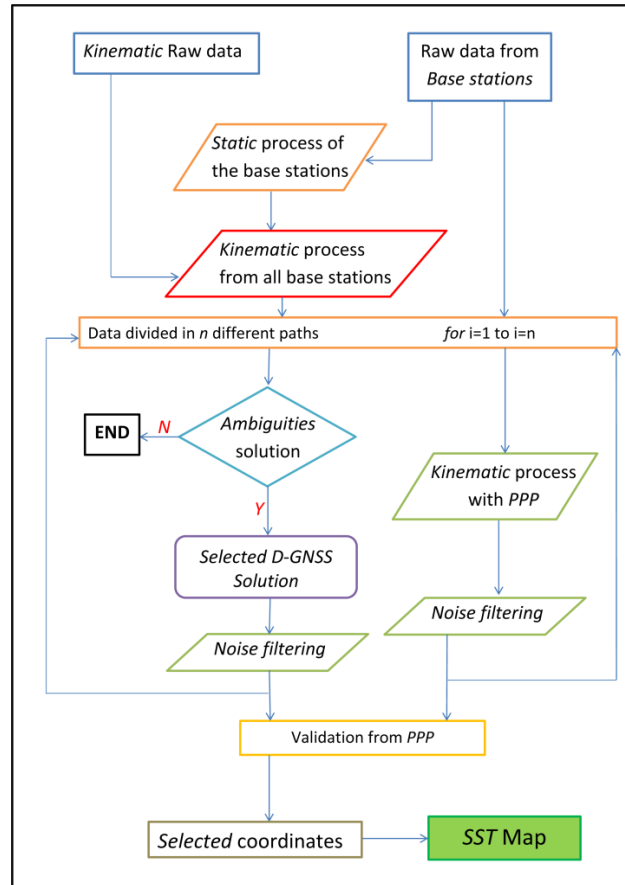 Kinematic Raw data
Raw data from
Base stations
Static process of
the base stations
Kinematic process
from all base stations
Data divided in n different paths
for i=1 to i=n
END
N
Ambiguities
solution
Kinematic process
with PPP
Y
Selected D-GNSS
Solution
Noise filtering
Noise filtering
Validation from PPP
Selected coordinates
SST Map